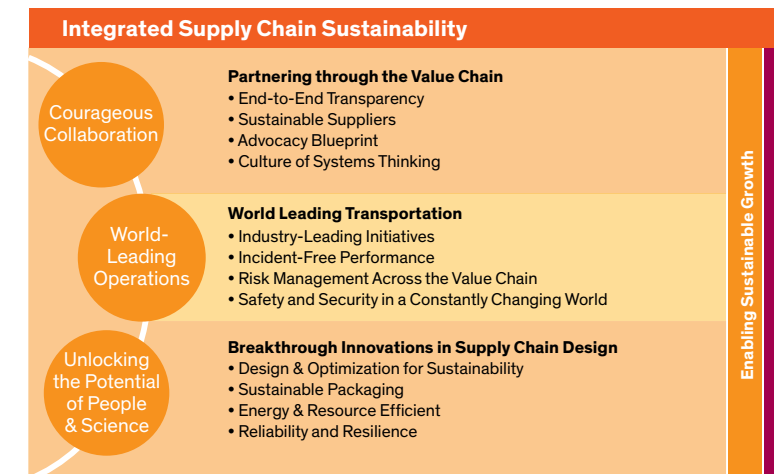 Integrated Supply Chain Sustainability
Courageous
Collaboration
Partnering through the Value Chain
• End-to-End Transparency
• Sustainable Suppliers
• Advocacy Blueprint
• Culture of Systems Thinking
World-
Leading
Operations
World Leading Transportation
• Industry-Leading Initiatives
• Incident-Free Performance
• Risk Management Across the Value Chain
• Safety and Security in a Constantly Changing World
Unlocking
the Potential
of People
& Science
Breakthrough Innovations in Supply Chain Design
• Design & Optimization for Sustainability
• Sustainable Packaging
• Energy & Resource Efficient
• Reliability and Resilience
Enabling Sustainable Growth